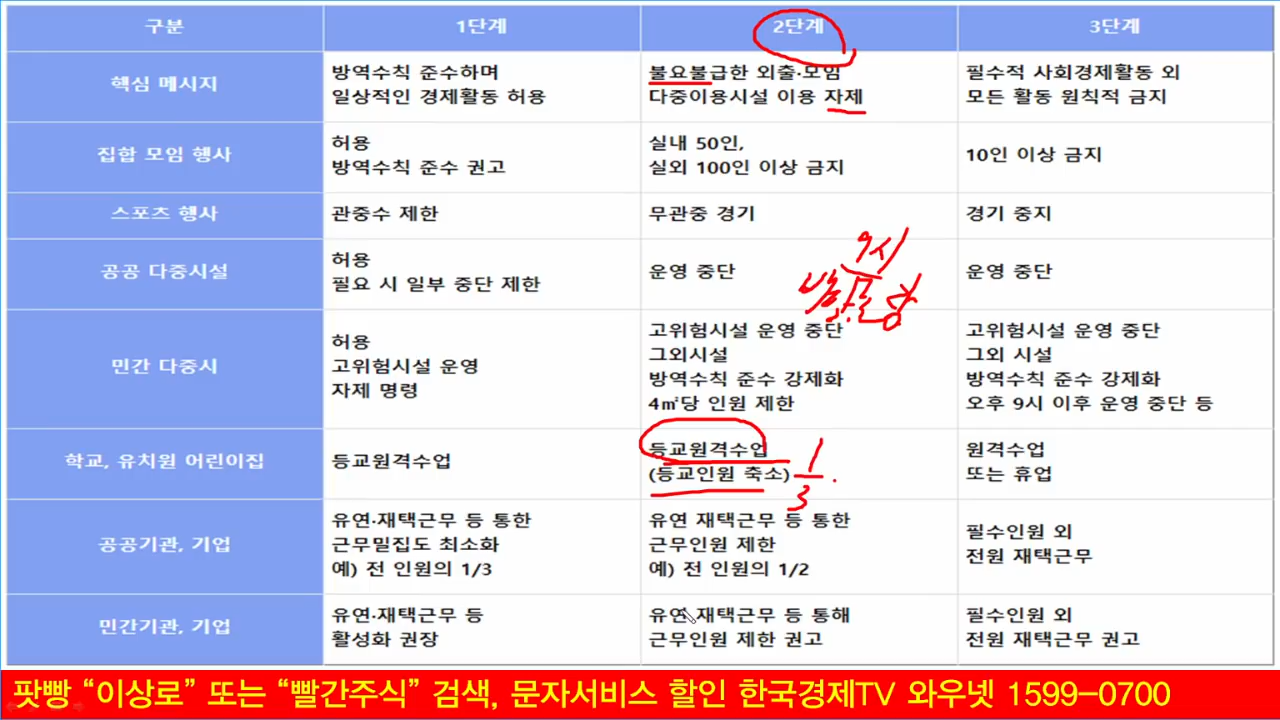 구분 1단계 2단계 3단계
핵심 메시지
방역수칙 준수하며
일상적인 경제활동 허용
불요불급한 외출·모임
다중이용시설 이용 자제
필수적 사회경제활동 외
모든 활동 원칙적 금지
집합 모임 행사
허용
방역수칙 준수 권고
실내 50인,
실외 100인 이상 금지
10인 이상 금지
스포츠 행사
관중수 제한
무관중 경기
경기 중지
공공 다중시설
허용
필요 시 일부 중단 제한
운영 중단
9시
운영 중단
민간 다중시
허용
고위험시설 운영
자제 명령
고위험시설 운영 중단
그외시설
방역수칙 준수 강제화
4㎡당 인원 제한
고위험시설 운영 중단
그외 시설
방역수칙 준수 강제화
오후 9시 이후 운영 중단 등
학교, 유치원 어린이집
등교원격수업
등교원격수업
(등교인원 축소)
1/3
원격수업
또는 휴업
공공기관, 기업
유연·재택근무 등 통한
근무밀집도 최소화
예) 전 인원의 1/3
유연 재택근무 등 통한
근무인원 제한
예) 전 인원의 1/2
필수인원 외
전원 재택근무
민간기관, 기업
유연·재택근무 등
활성화 권장
유연·재택근무 등 통해
근무인원 제한 권고
필수인원 외
전원 재택근무 권고
팟빵 “이상로” 또는 “빨간주식” 검색, 문자서비스 할인 한국경제TV 와우넷 1599-0700